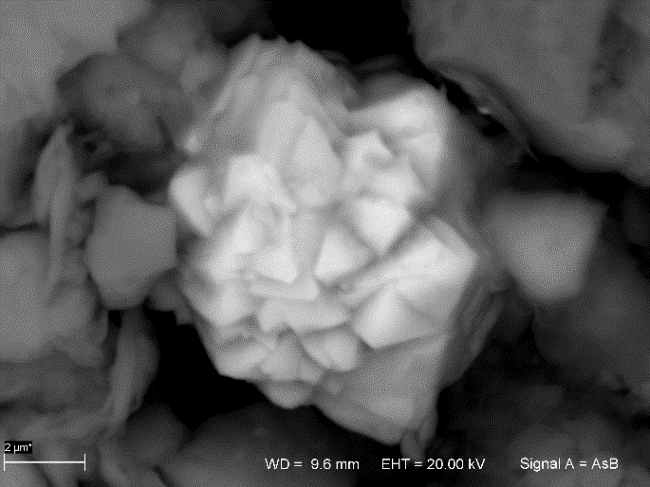 2 µm*
WD = 9.6 mm EHT = 20.00 kV Signal A = AsB